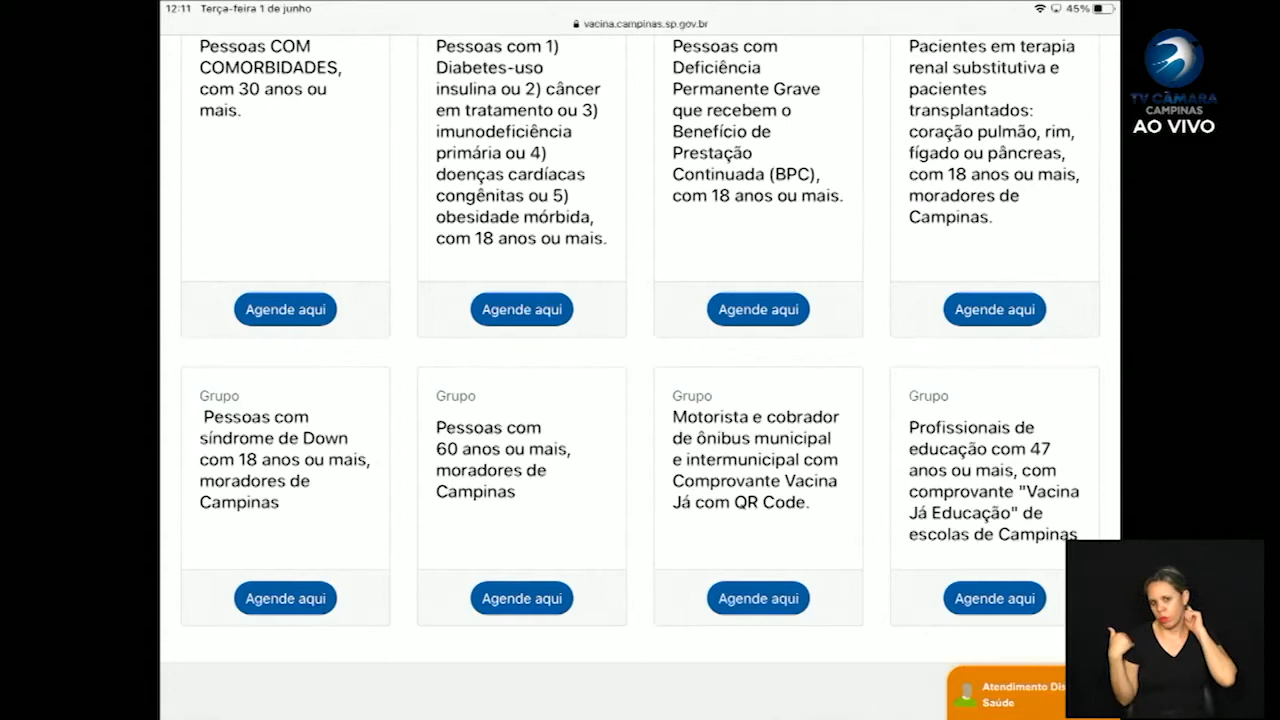 12:11 Terça-feira 1 de junho
45%
vacina.campinas.sp.gov.br
Pessoas COM
COMORBIDADES,
com 30 anos ou
mais.
Agende aqui
Pessoas com 1)
Diabetes-uso
insulina ou 2) câncer
em tratamento ou 3)
imunodeficiência
primária ou 4)
doenças cardíacas
congênitas ou 5)
obesidade mórbida,
com 18 anos ou mais.
Agende aqui
Pessoas com
Deficiência
Permanente Grave
que recebem o
Benefício de
Prestação
Continuada (BPC),
com 18 anos ou mais.
Agende aqui
Pacientes em terapia
renal substitutiva e
pacientes
transplantados:
coração pulmão, rim,
fígado ou pâncreas,
com 18 anos ou mais,
moradores de
Campinas.
Agende aqui
Grupo
Pessoas com
síndrome de Down
com 18 anos ou mais,
moradores de
Campinas
Agende aqui
Grupo
Pessoas com
60 anos ou mais,
moradores de
Campinas
Agende aqui
Grupo
Motorista e cobrador
de ônibus municipal
e intermunicipal com
Comprovante Vacina
Já com QR Code.
Agende aqui
Grupo
Profissionais de
educação com 47
anos ou mais, com
comprovante "Vacina
Já Educação" de
escolas de Campinas
Agende aqui
Atendimento Dis
Saúde
TV CÂMARA
CAMPINAS
AO VIVO